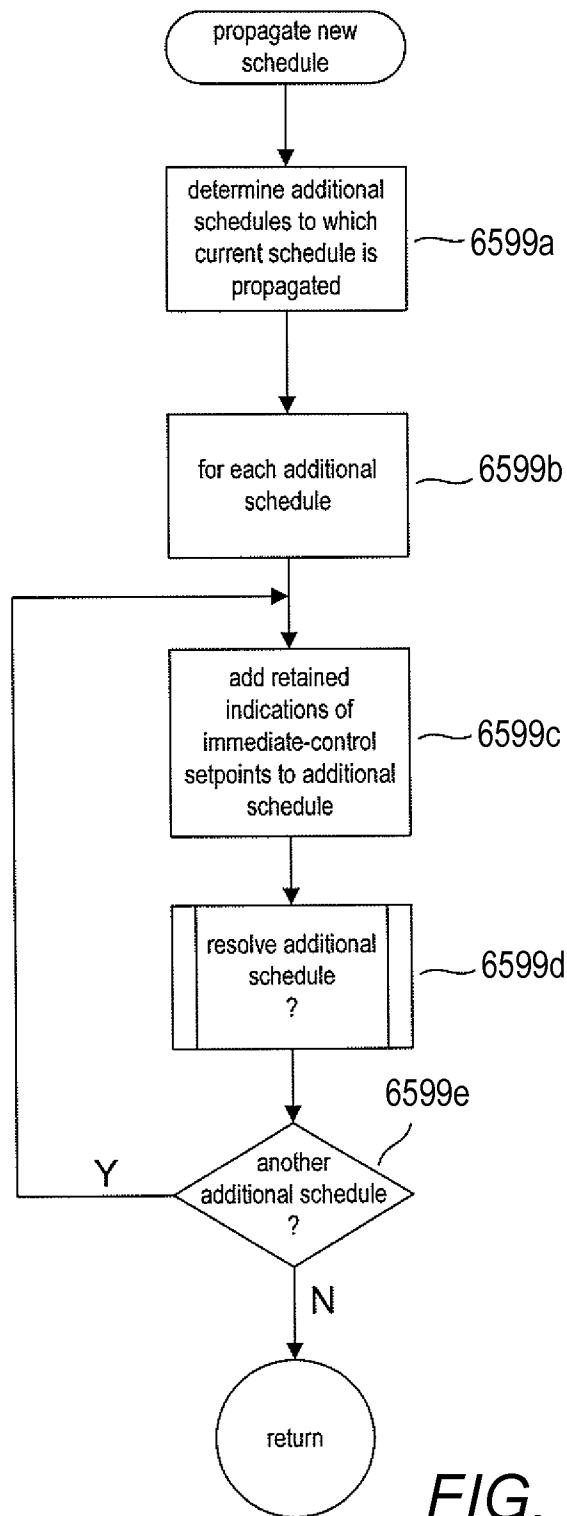 propagate new
schedule
determine additional
schedules to which
current schedule is
propagated
6599a
for each additional
schedule
6599b
add retained
indications of
immediate-control
setpoints to additional
schedule
6599c
resolve additional
schedule
?
6599d
6599e
another
additional schedule
?
Y
N
return
FIG.